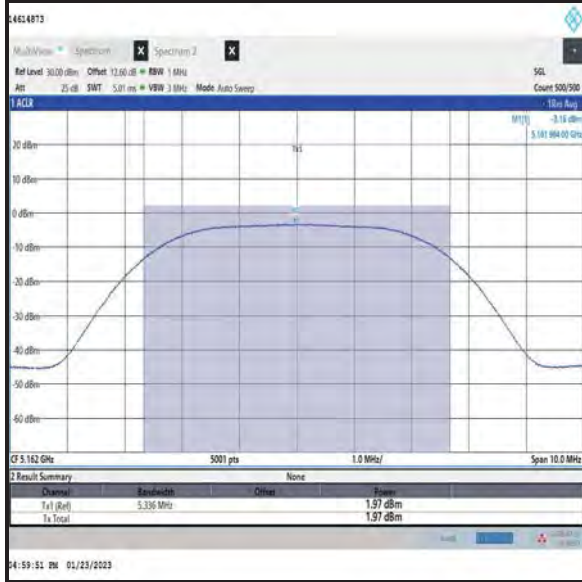 14614873
MultiView Spectrum X Spectrum 2 X
Ref Level 30.00 dBm Offset 12.60 dB RBW 1 MHz SGL
Att 25 dB SWT 5.01 ms VBW 3 MHz Mode Auto Sweep Count 500/500
1 ACLR 1Rm Avg
M1[1] -3.16 dBm
Tx1
20 dBm
10 dBm
0 dBm
-10 dBm
-20 dBm
-30 dBm
-40 dBm
-50 dBm
-60 dBm
CF 5.162 GHz 5001 pts 1.0 MHz/ Span 10.0 MHz
2 Result Summary None
Channel Bandwidth Offset Power
Tx1 (Ref) 5.336 MHz 1.97 dBm
Tx Total 1.97 dBm
04:59:51 PM 01/23/2023